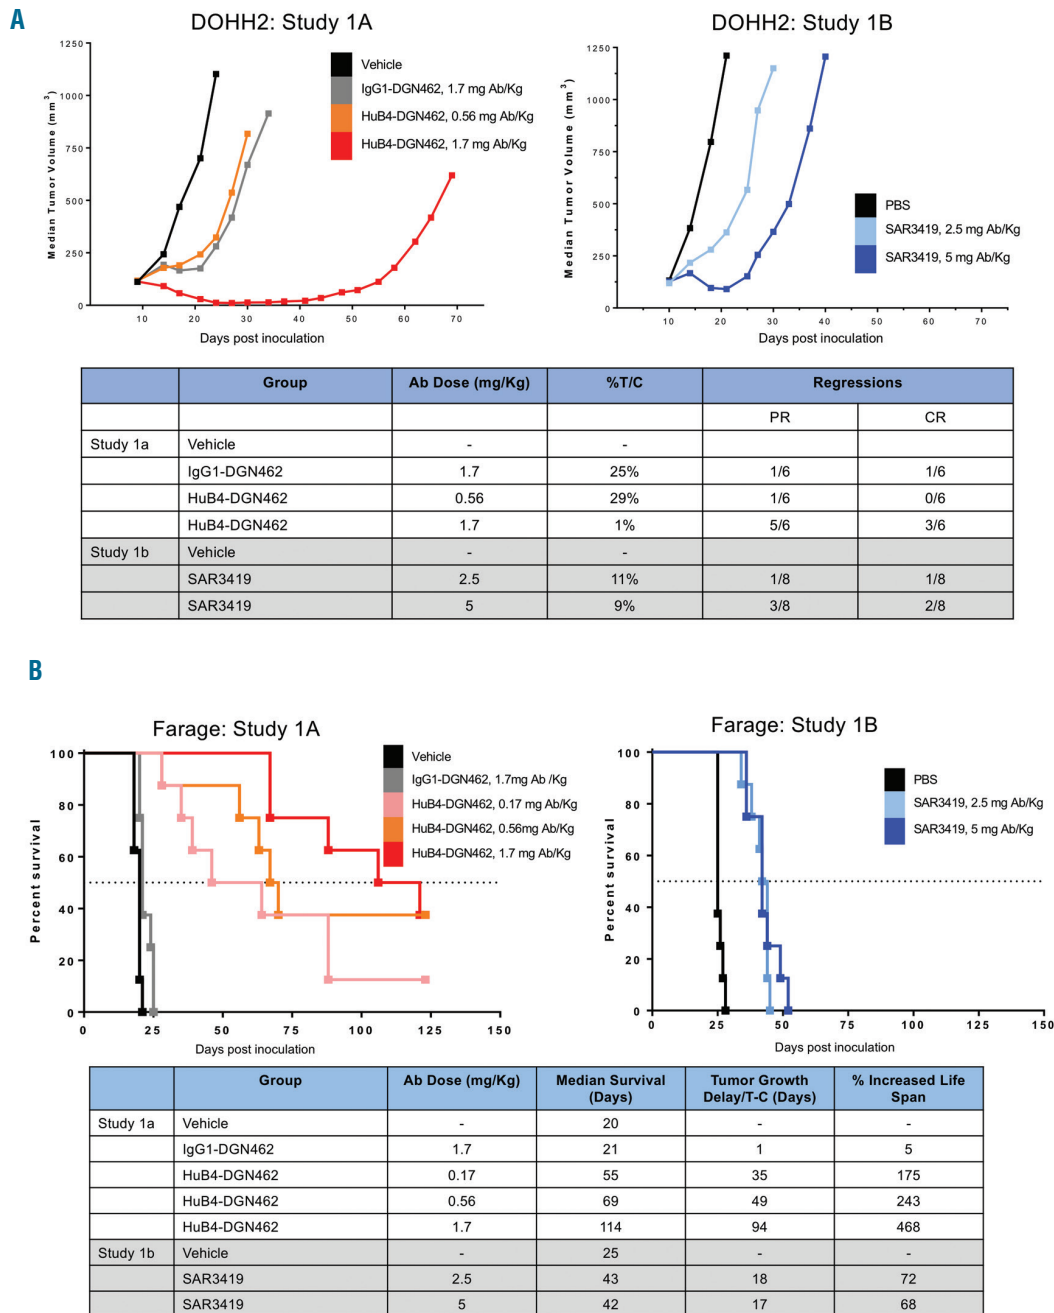 A
DOHH2: Study 1A
Median Tumor Volume (mm3)
1250
1000
750
500
250
0
10 20 30 40 50 60 70
Days post inoculation
Vehicle
IgG1-DGN462, 1.7 mg Ab/Kg
HuB4-DGN462, 0.56 mg Ab/Kg
HuB4-DGN462, 1.7 mg Ab/Kg
DOHH2: Study 1B
Median Tumor Volume (mm3)
1250
1000
750
500
250
0
10 20 30 40 50 60 70
Days post inoculation
PBS
SAR3419, 2.5 mg Ab/Kg
SAR3419, 5 mg Ab/Kg
Group Ab Dose (mg/Kg) %T/C Regressions
PR CR
Study 1a Vehicle - -
IgG1-DGN462 1.7 25% 1/6 1/6
HuB4-DGN462 0.56 29% 1/6 0/6
HuB4-DGN462 1.7 1% 5/6 3/6
Study 1b Vehicle - -
SAR3419 2.5 11% 1/8 1/8
SAR3419 5 9% 3/8 2/8
B
Farage: Study 1A
Percent survival
100
80
60
40
20
0
0 25 50 75 100 125 150
Days post inoculation
Vehicle
IgG1-DGN462, 1.7mg Ab /Kg
HuB4-DGN462, 0.17 mg Ab/Kg
HuB4-DGN462, 0.56mg Ab/Kg
HuB4-DGN462, 1.7 mg Ab/Kg
Farage: Study 1B
Percent survival
100
80
60
40
20
0
0 25 50 75 100 125 150
Days post inoculation
PBS
SAR3419, 2.5 mg Ab/Kg
SAR3419, 5 mg Ab/Kg
Group Ab Dose (mg/Kg) Median Survival (Days) Tumor Growth Delay/T-C (Days) % Increased Life Span
Study 1a Vehicle - 20 - -
IgG1-DGN462 1.7 21 1 5
HuB4-DGN462 0.17 55 35 175
HuB4-DGN462 0.56 69 49 243
HuB4-DGN462 1.7 114 94 468
Study 1b Vehicle - 25 - -
SAR3419 2.5 43 18 72
SAR3419 5 42 17 68